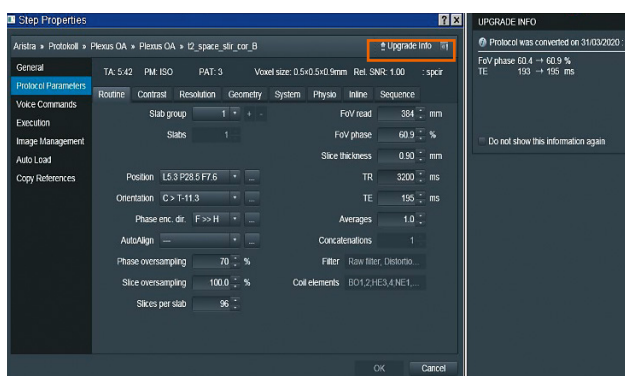 Step Properties
? x
UPGRADE INFO
Aristra » Protokoll » Plexus OA » Plexus OA » t2_space_stir_cor_B
Upgrade Info
Protocol was converted on 31/03/2020 :
FoV phase 60.4 → 60.9 %
TE 193 → 195 ms
Do not show this information again
General
Protocol Parameters
Voice Commands
Execution
Image Management
Auto Load
Copy References
TA: 5:42 PM: ISO PAT: 3 Voxel size: 0.5×0.5×0.9mm Rel. SNR: 1.00 : spcir
Routine Contrast Resolution Geometry System Physio Inline Sequence
Slab group 1 + -
FoV read 384 mm
Slabs 1
FoV phase 60.9 %
Slice thickness 0.90 mm
Position L5.3 P28.5 F7.6 ...
TR 3200 ms
Orientation C > T-11.3 ...
TE 195 ms
Phase enc. dir. F >> H ...
Averages 1.0
AutoAlign --- ...
Concatenations 1
Phase oversampling 70 %
Filter Raw filter, Distortio...
Slice oversampling 100.0 %
Coil elements BO1,2;HE3,4;NE1,...
Slices per slab 96
OK Cancel